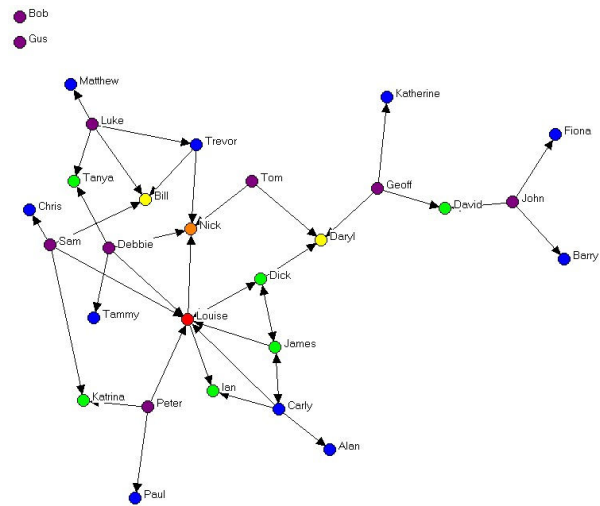 Bob
Gus
Matthew
Katherine
Luke
Fiona
Trevor
Tanya
Tom
Bill
Geoff
John
David
Chris
Nick
Sam
Debbie
Daryl
Barry
Dick
Tammy
Louise
James
Katrina
Ian
Peter
Carly
Alan
Paul